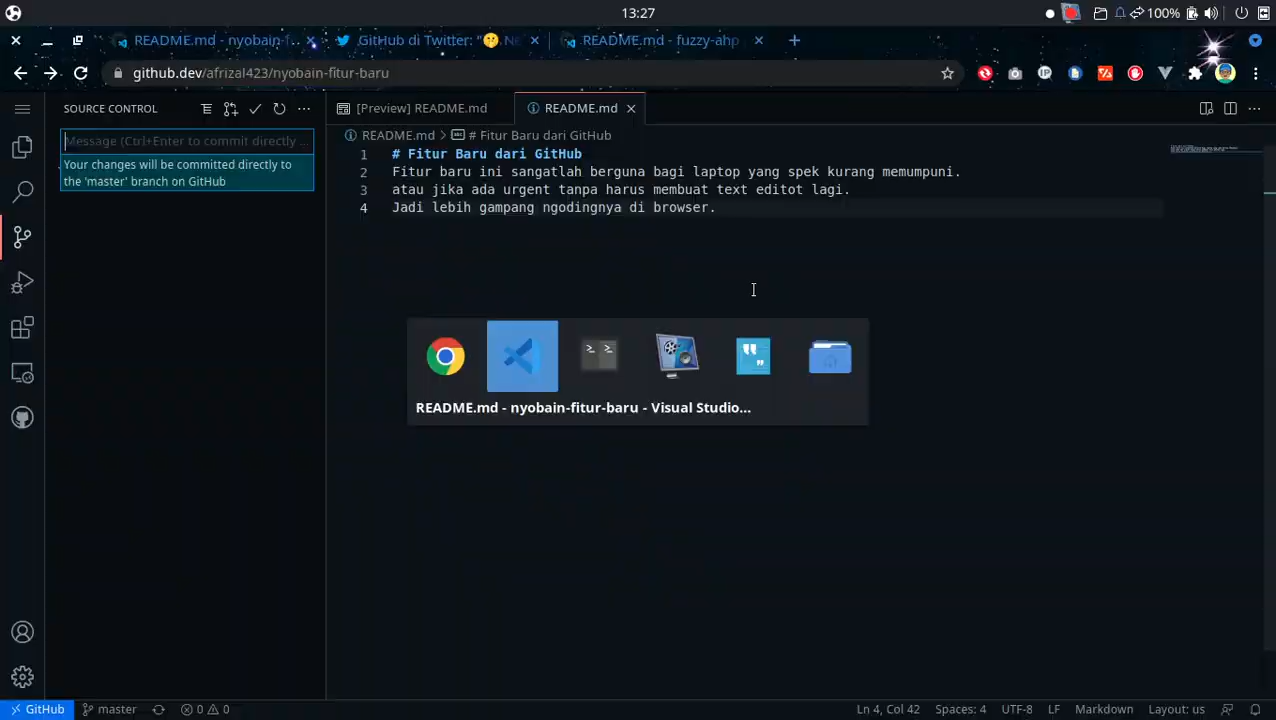 13:27
100%
README.md - nyobain-f
GitHub di Twitter: "🤫 Ne
README.md - fuzzy-ahp
github.dev/afrizal423/nyobain-fitur-baru
SOURCE CONTROL
[Preview] README.md
README.md
Message (Ctrl+Enter to commit directly ...
README.md > # Fitur Baru dari GitHub
Your changes will be committed directly to
the 'master' branch on GitHub
1 # Fitur Baru dari GitHub
2 Fitur baru ini sangatlah berguna bagi laptop yang spek kurang memumpuni.
3 atau jika ada urgent tanpa harus membuat text editot lagi.
4 Jadi lebih gampang ngodingnya di browser.
README.md - nyobain-fitur-baru - Visual Studio...
GitHub
master
0
0
Ln 4, Col 42
Spaces: 4
UTF-8
LF
Markdown
Layout: us